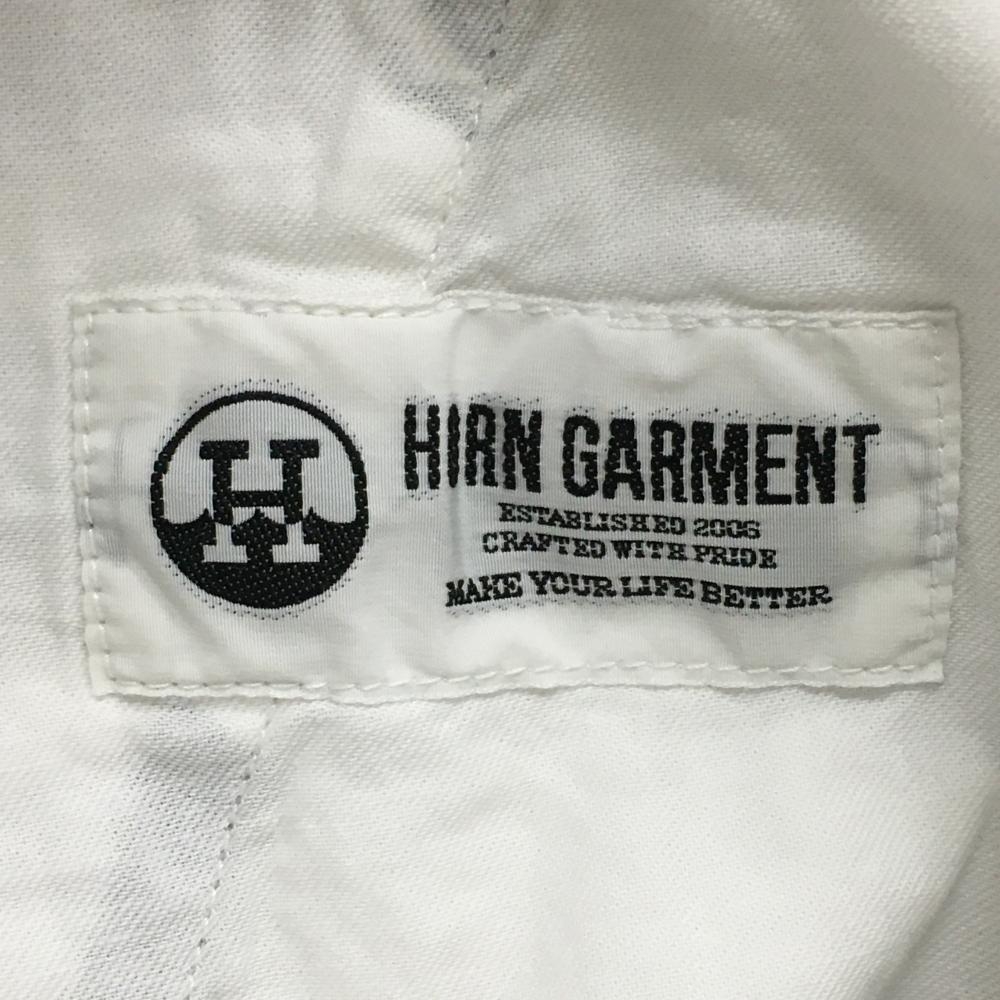 H
HIRN GARMENT
ESTABLISHED 2006
CRAFTED WITH PRIDE
MAKE YOUR LIFE BETTER